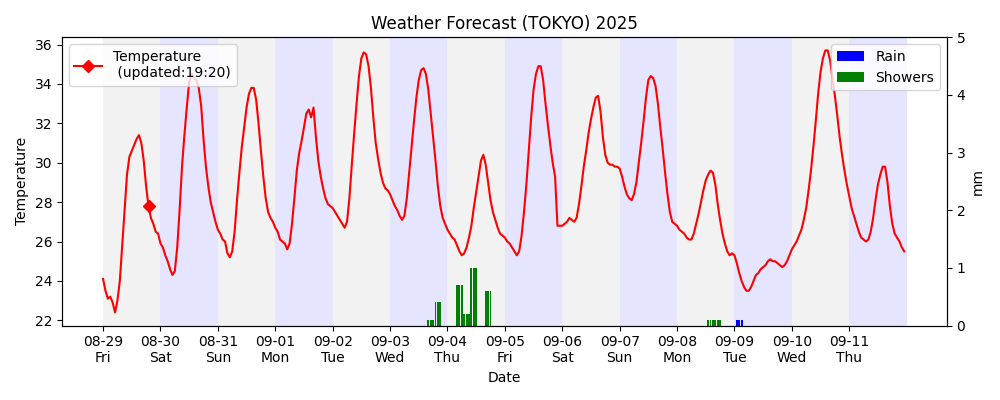 Weather Forecast (TOKYO) 2025
Temperature
(updated:19:20)
Rain
Showers
Temperature
36
34
32
30
28
26
24
22
5
4
3
2
1
0
mm
08-29 08-30 08-31 09-01 09-02 09-03 09-04 09-05 09-06 09-07 09-08 09-09 09-10 09-11
Fri Sat Sun Mon Tue Wed Thu Fri Sat Sun Mon Tue Wed Thu
Date